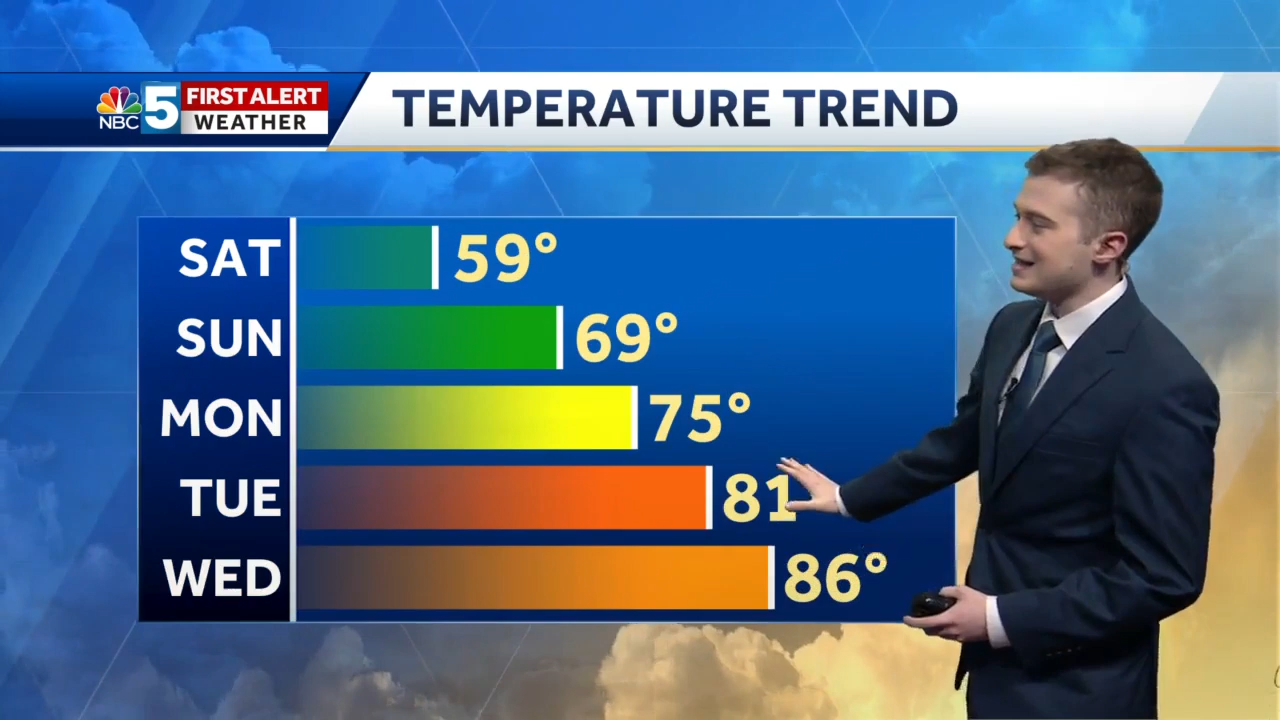 NBC 5 FIRST ALERT WEATHER
TEMPERATURE TREND
SAT 59°
SUN 69°
MON 75°
TUE 81
WED 86°